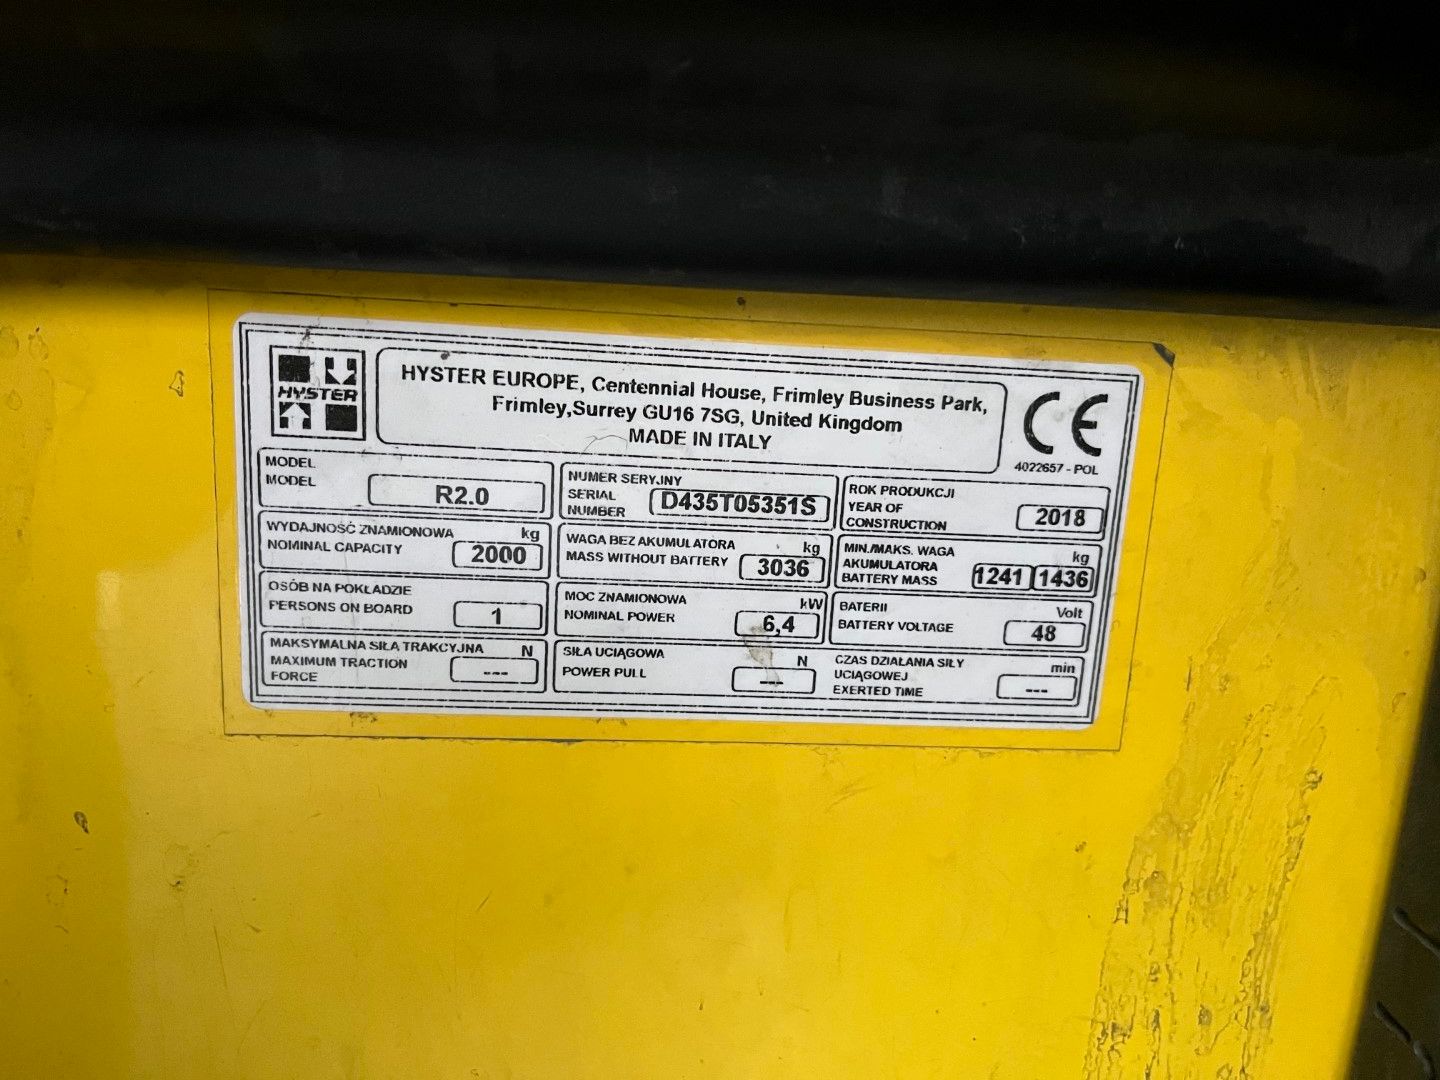 HYSTER
HYSTER EUROPE, Centennial House, Frimley Business Park,
Frimley,Surrey GU16 7SG, United Kingdom
MADE IN ITALY
CE
4022657 - POL
MODEL
MODEL
R2.0
NUMER SERYJNY
SERIAL
NUMBER
D435T05351S
ROK PRODUKCJI
YEAR OF
CONSTRUCTION
2018
WYDAJNOŚĆ ZNAMIONOWA kg
NOMINAL CAPACITY
2000
WAGA BEZ AKUMULATORA kg
MASS WITHOUT BATTERY
3036
MIN./MAKS. WAGA kg
AKUMULATORA
BATTERY MASS
1241 1436
OSÓB NA POKŁADZIE
PERSONS ON BOARD
1
MOC ZNAMIONOWA kW
NOMINAL POWER
6,4
BATERII Volt
BATTERY VOLTAGE
48
MAKSYMALNA SIŁA TRAKCYJNA N
MAXIMUM TRACTION
FORCE
---
SIŁA UCIĄGOWA N
POWER PULL
---
CZAS DZIAŁANIA SIŁY min
UCIĄGOWEJ
EXERTED TIME
---